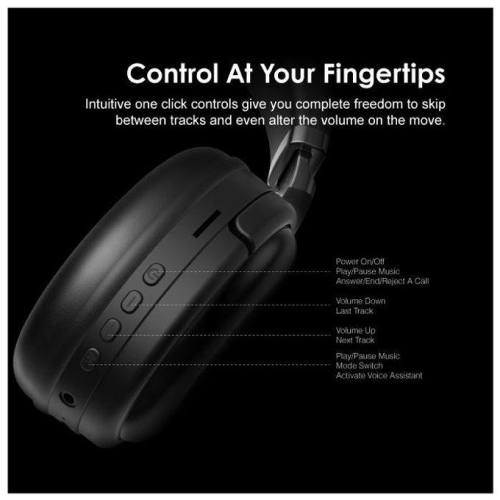 Control At Your Fingertips
Intuitive one click controls give you complete freedom to skip
between tracks and even alter the volume on the move.
Power On/Off
Play/Pause Music
Answer/End/Reject A Call
Volume Down
Last Track
Volume Up
Next Track
Play/Pause Music
Mode Switch
Activate Voice Assistant